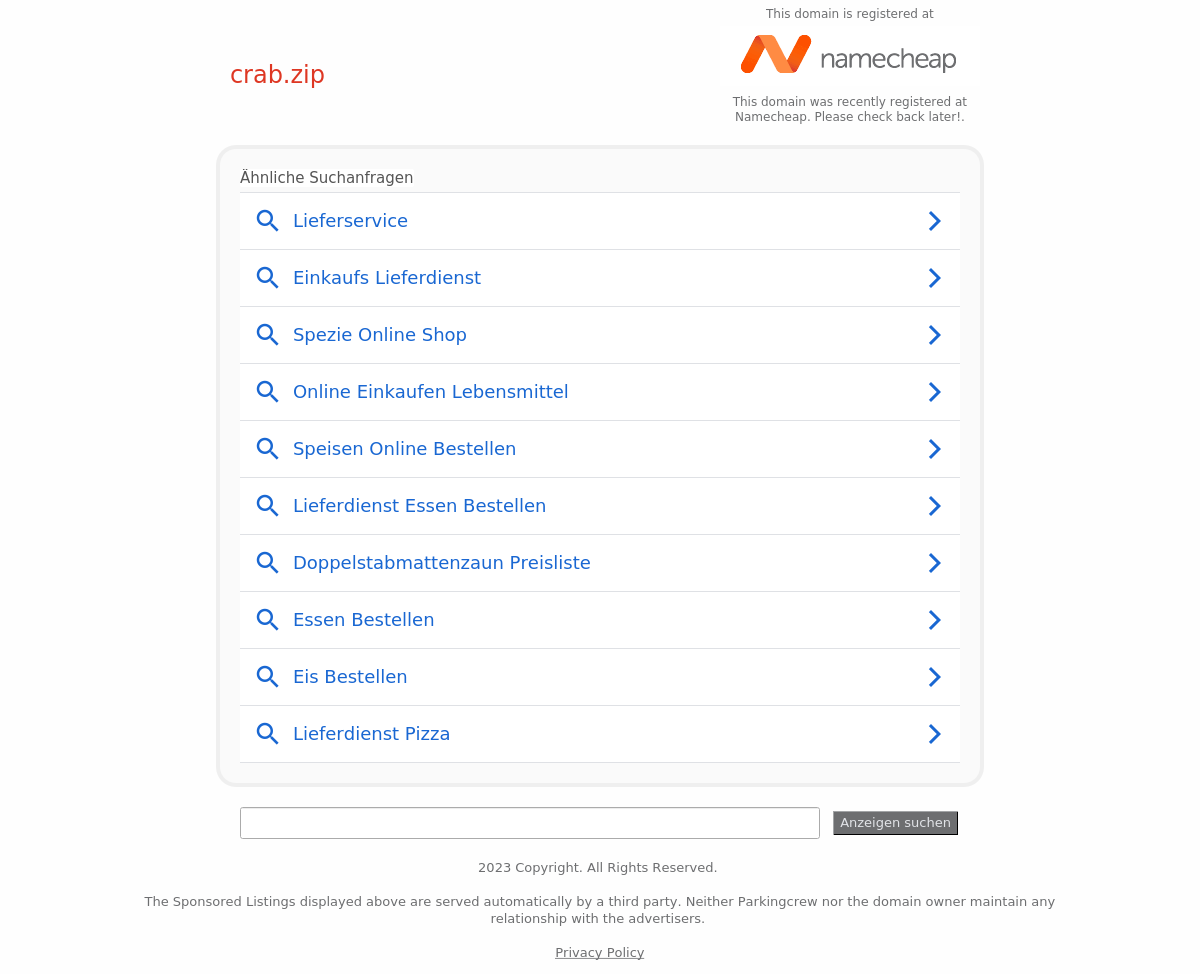 This domain is registered at
namecheap
crab.zip
This domain was recently registered at
Namecheap. Please check back later!.
Ähnliche Suchanfragen
Lieferservice
Einkaufs Lieferdienst
Spezie Online Shop
Online Einkaufen Lebensmittel
Speisen Online Bestellen
Lieferdienst Essen Bestellen
Doppelstabmattenzaun Preisliste
Essen Bestellen
Eis Bestellen
Lieferdienst Pizza
Anzeigen suchen
2023 Copyright. All Rights Reserved.
The Sponsored Listings displayed above are served automatically by a third party. Neither Parkingcrew nor the domain owner maintain any
relationship with the advertisers.
Privacy Policy